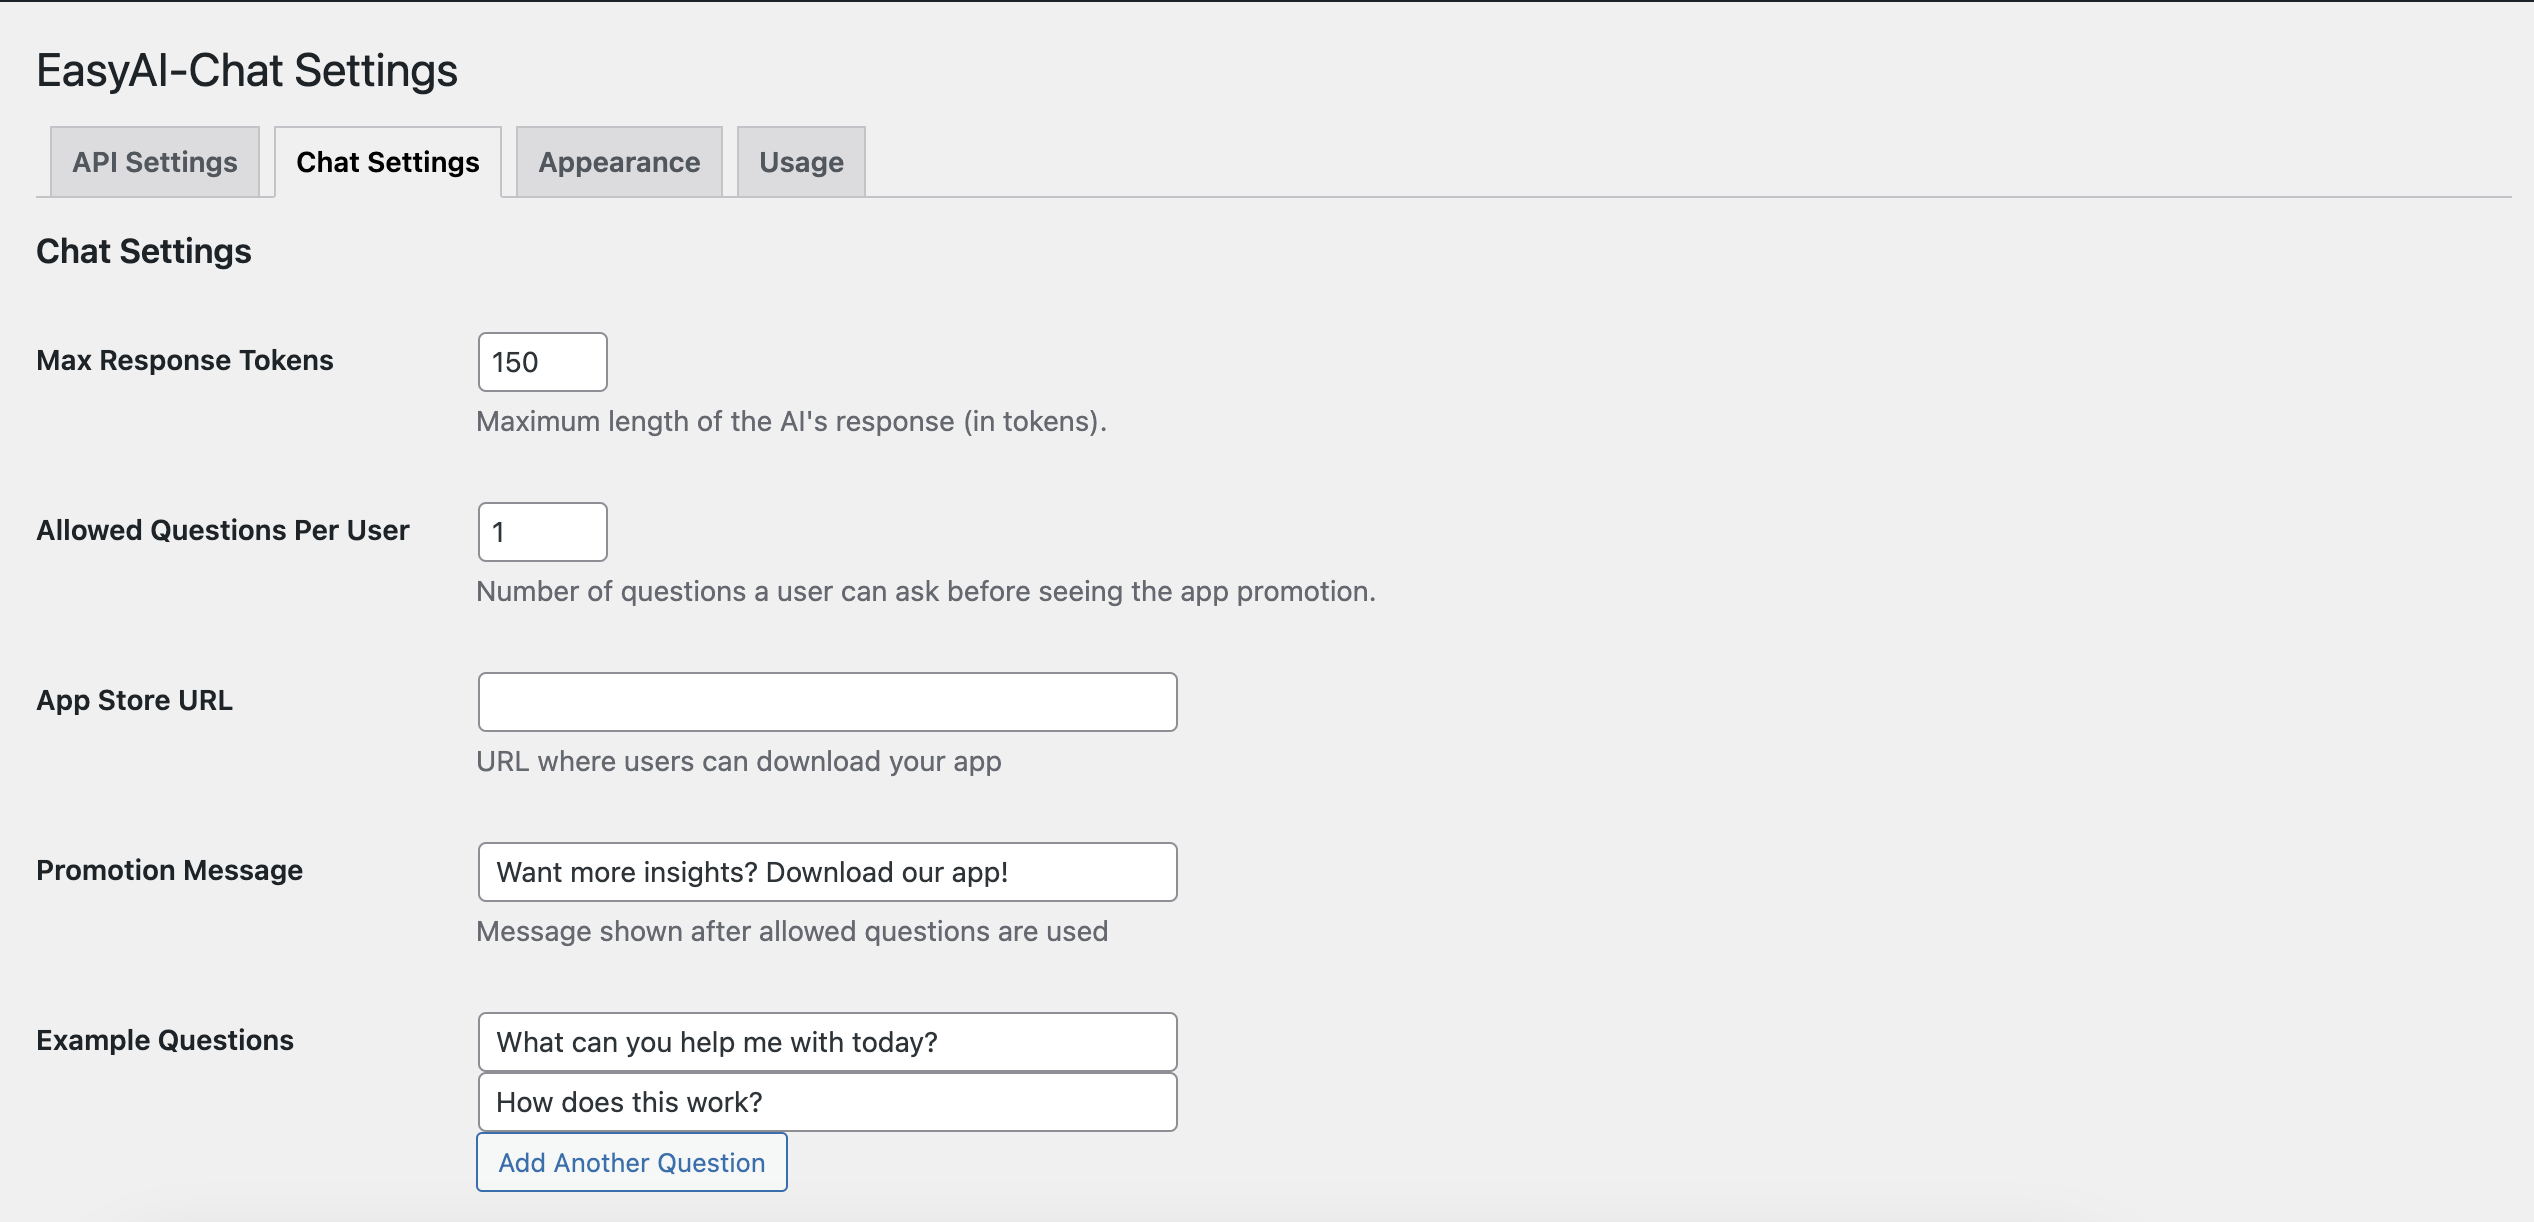 EasyAI-Chat Settings
API Settings
Chat Settings
Appearance
Usage
Chat Settings
Max Response Tokens
150
Maximum length of the AI's response (in tokens).
Allowed Questions Per User
1
Number of questions a user can ask before seeing the app promotion.
App Store URL
URL where users can download your app
Promotion Message
Want more insights? Download our app!
Message shown after allowed questions are used
Example Questions
What can you help me with today?
How does this work?
Add Another Question